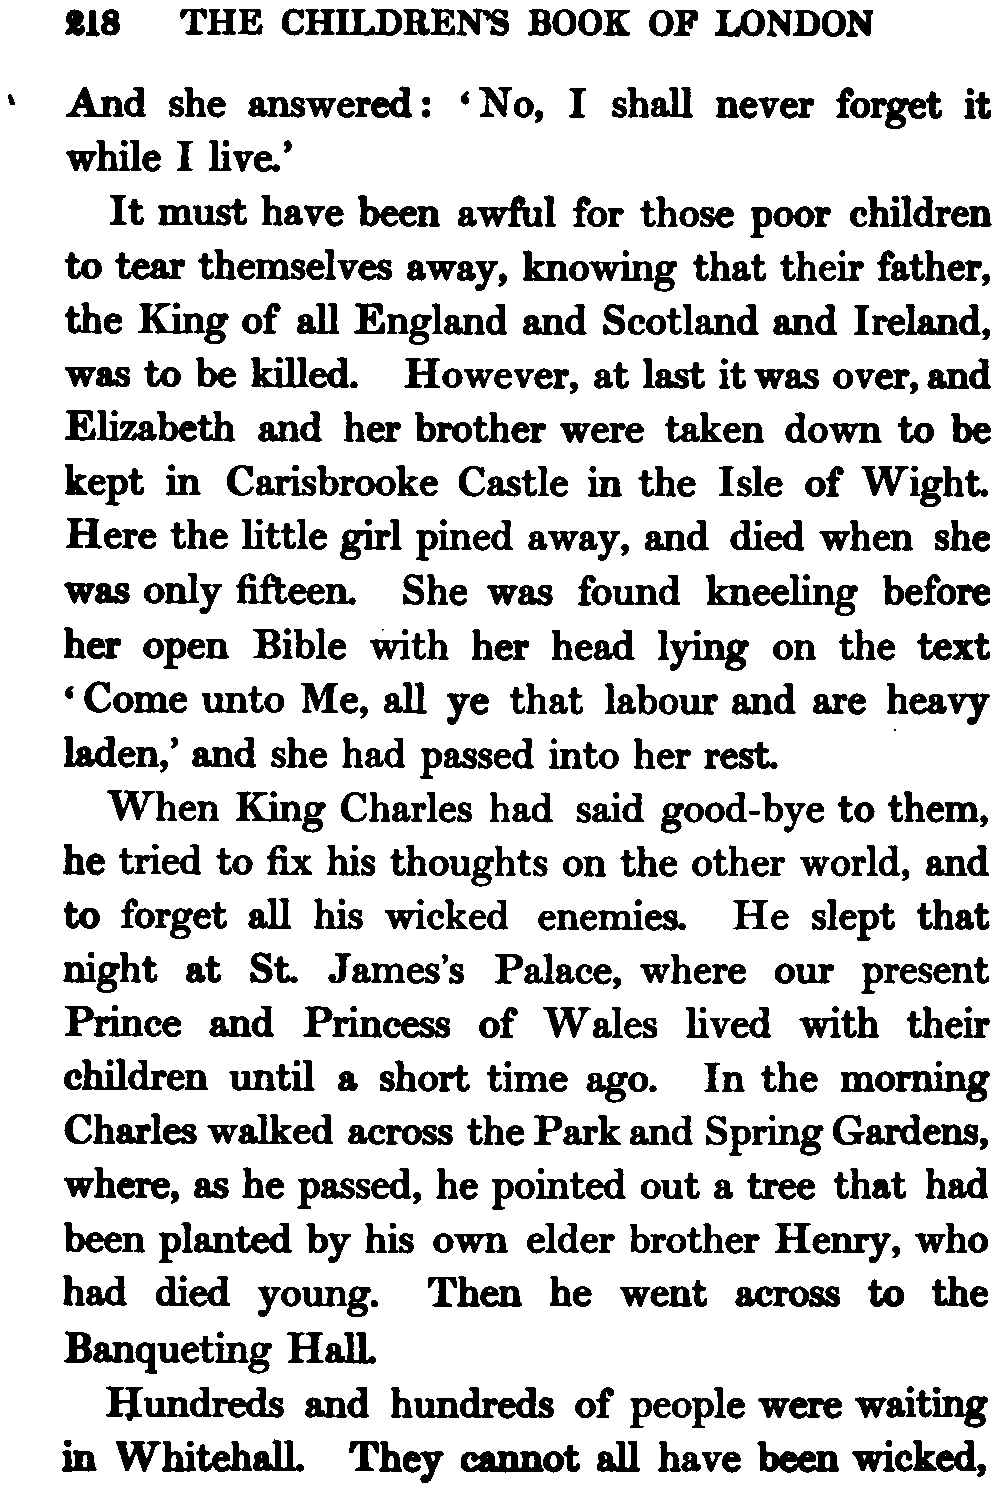 218 THE CHILDREN'S BOOK OF LONDON
And she answered: ‘No, I shall never forget it
while I live.’
It must have been awful for those poor children
to tear themselves away, knowing that their father,
the King of all England and Scotland and Ireland,
was to be killed. However, at last it was over, and
Elizabeth and her brother were taken down to be
kept in Carisbrooke Castle in the Isle of Wight.
Here the little girl pined away, and died when she
was only fifteen. She was found kneeling before
her open Bible with her head lying on the text
‘Come unto Me, all ye that labour and are heavy
laden,’ and she had passed into her rest.
When King Charles had said good-bye to them,
he tried to fix his thoughts on the other world, and
to forget all his wicked enemies. He slept that
night at St. James's Palace, where our present
Prince and Princess of Wales lived with their
children until a short time ago. In the morning
Charles walked across the Park and Spring Gardens,
where, as he passed, he pointed out a tree that had
been planted by his own elder brother Henry, who
had died young. Then he went across to the
Banqueting Hall.
Hundreds and hundreds of people were waiting
in Whitehall. They cannot all have been wicked,